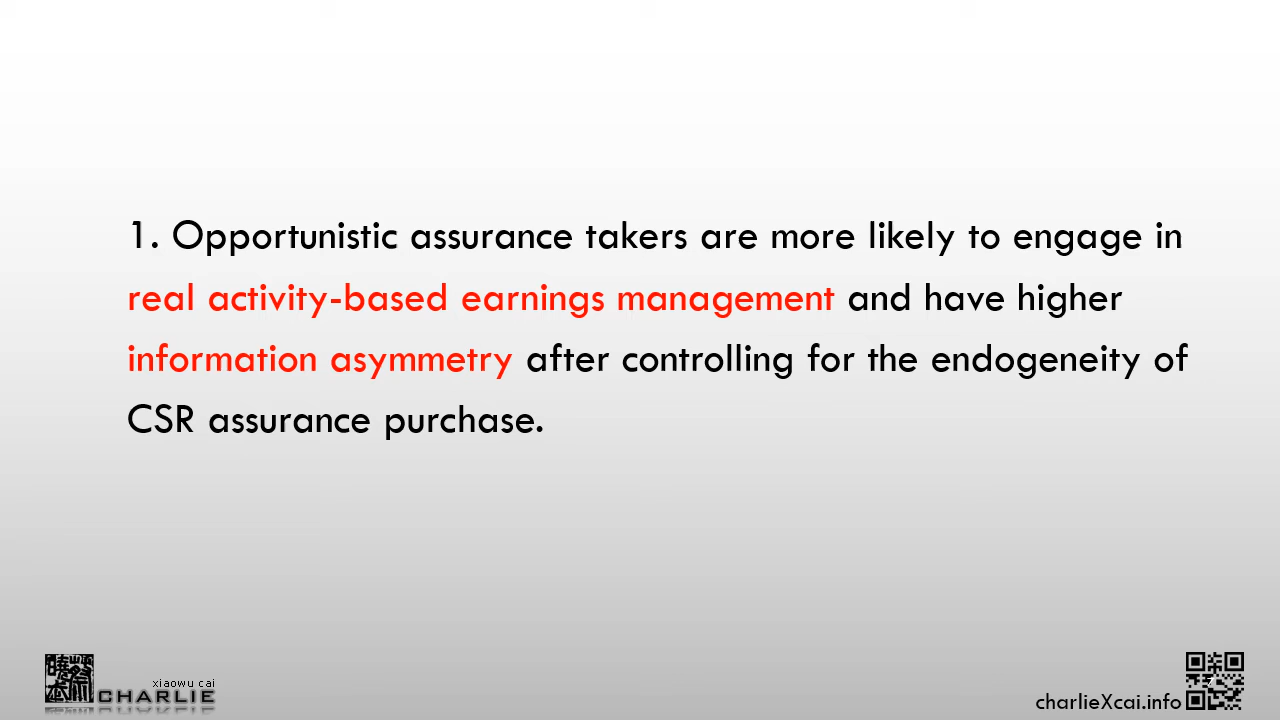 1. Opportunistic assurance takers are more likely to engage in
real activity-based earnings management and have higher
information asymmetry after controlling for the endogeneity of
CSR assurance purchase.
xiaowu cai
CHARLIE
charlieXcai.info
7